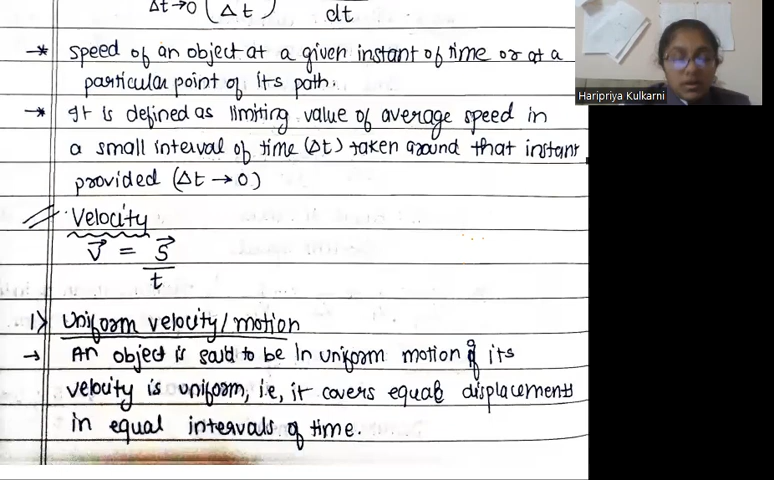 Δt→0 (Δt) dt
→* Speed of an object at a given instant of time or at a
particular point of its path.
→* It is defined as limiting value of average speed in
a small interval of time (Δt) taken around that instant
provided (Δt → 0)
Velocity
V⃗ = S⃗
t
1) Uniform velocity/motion
→ An object is said to be in uniform motion if its
velocity is uniform, i.e, it covers equal displacements
in equal intervals of time.
Haripriya Kulkarni